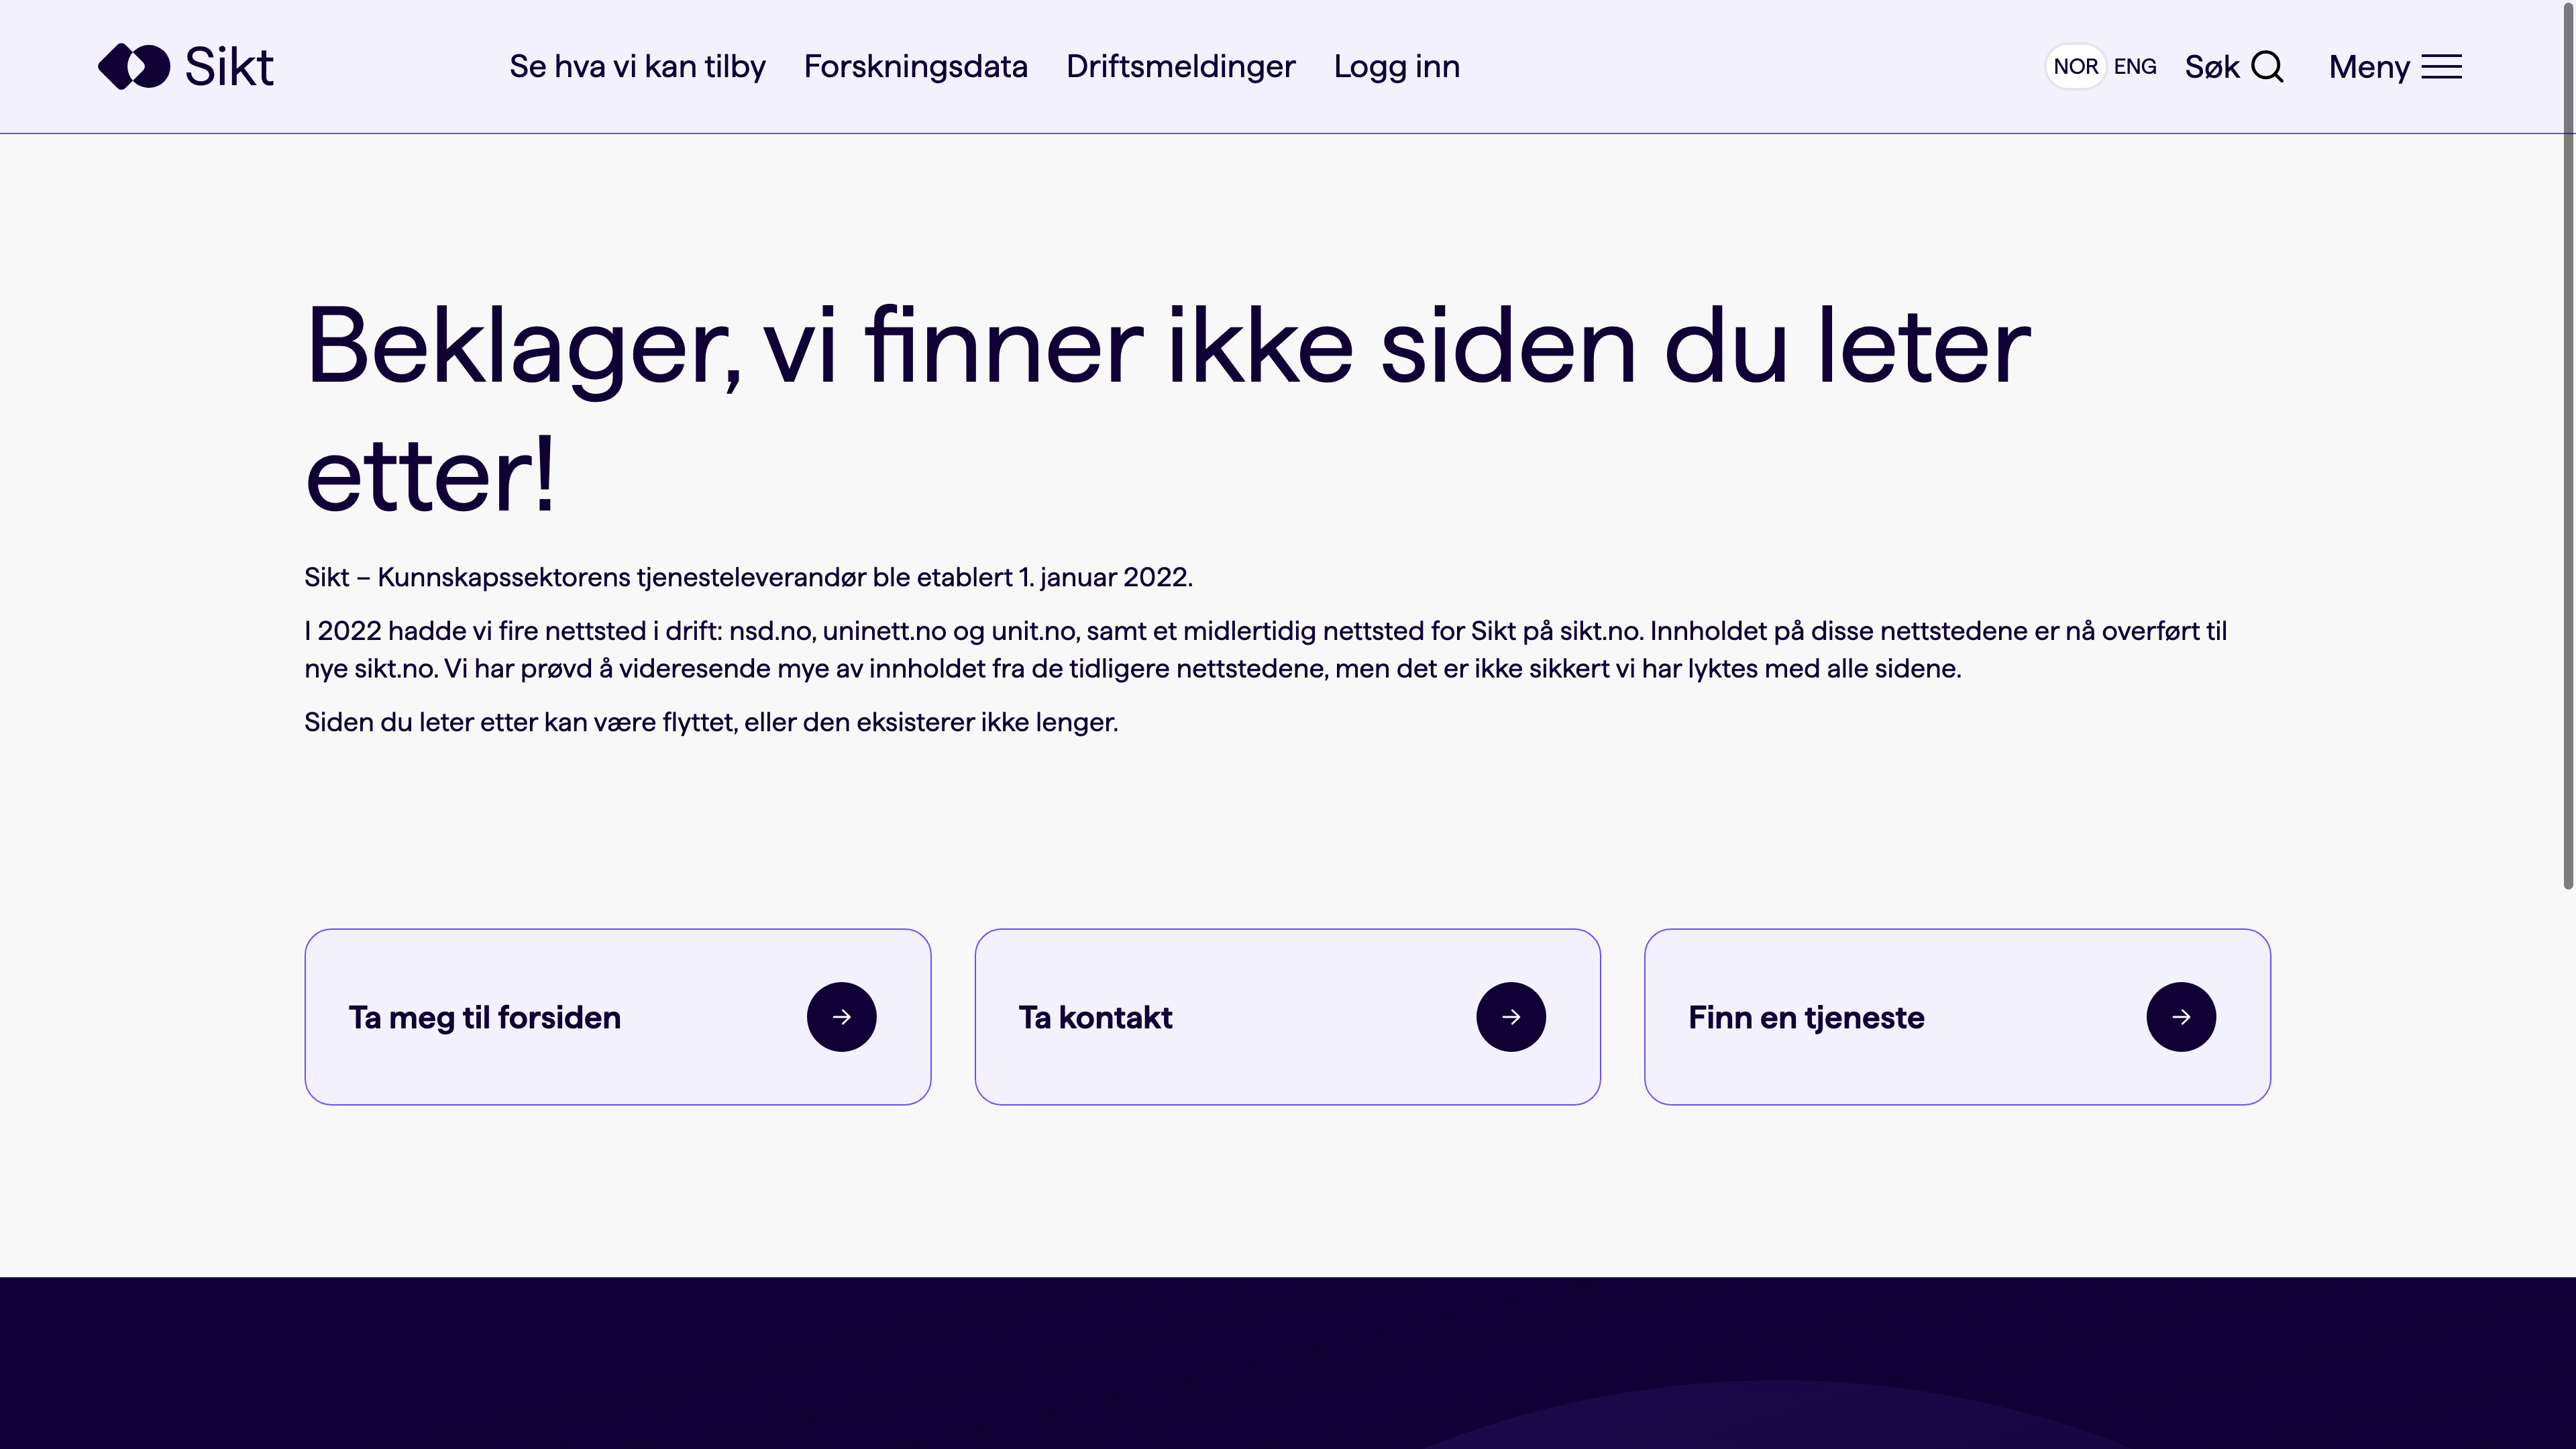 Sikt
Se hva vi kan tilby
Forskningsdata
Driftsmeldinger
Logg inn
NOR
ENG
Søk
Meny
Beklager, vi finner ikke siden du leter
etter!
Sikt – Kunnskapssektorens tjenesteleverandør ble etablert 1. januar 2022.
I 2022 hadde vi fire nettsted i drift: nsd.no, uninett.no og unit.no, samt et midlertidig nettsted for Sikt på sikt.no. Innholdet på disse nettstedene er nå overført til
nye sikt.no. Vi har prøvd å videresende mye av innholdet fra de tidligere nettstedene, men det er ikke sikkert vi har lyktes med alle sidene.
Siden du leter etter kan være flyttet, eller den eksisterer ikke lenger.
Ta meg til forsiden
Ta kontakt
Finn en tjeneste